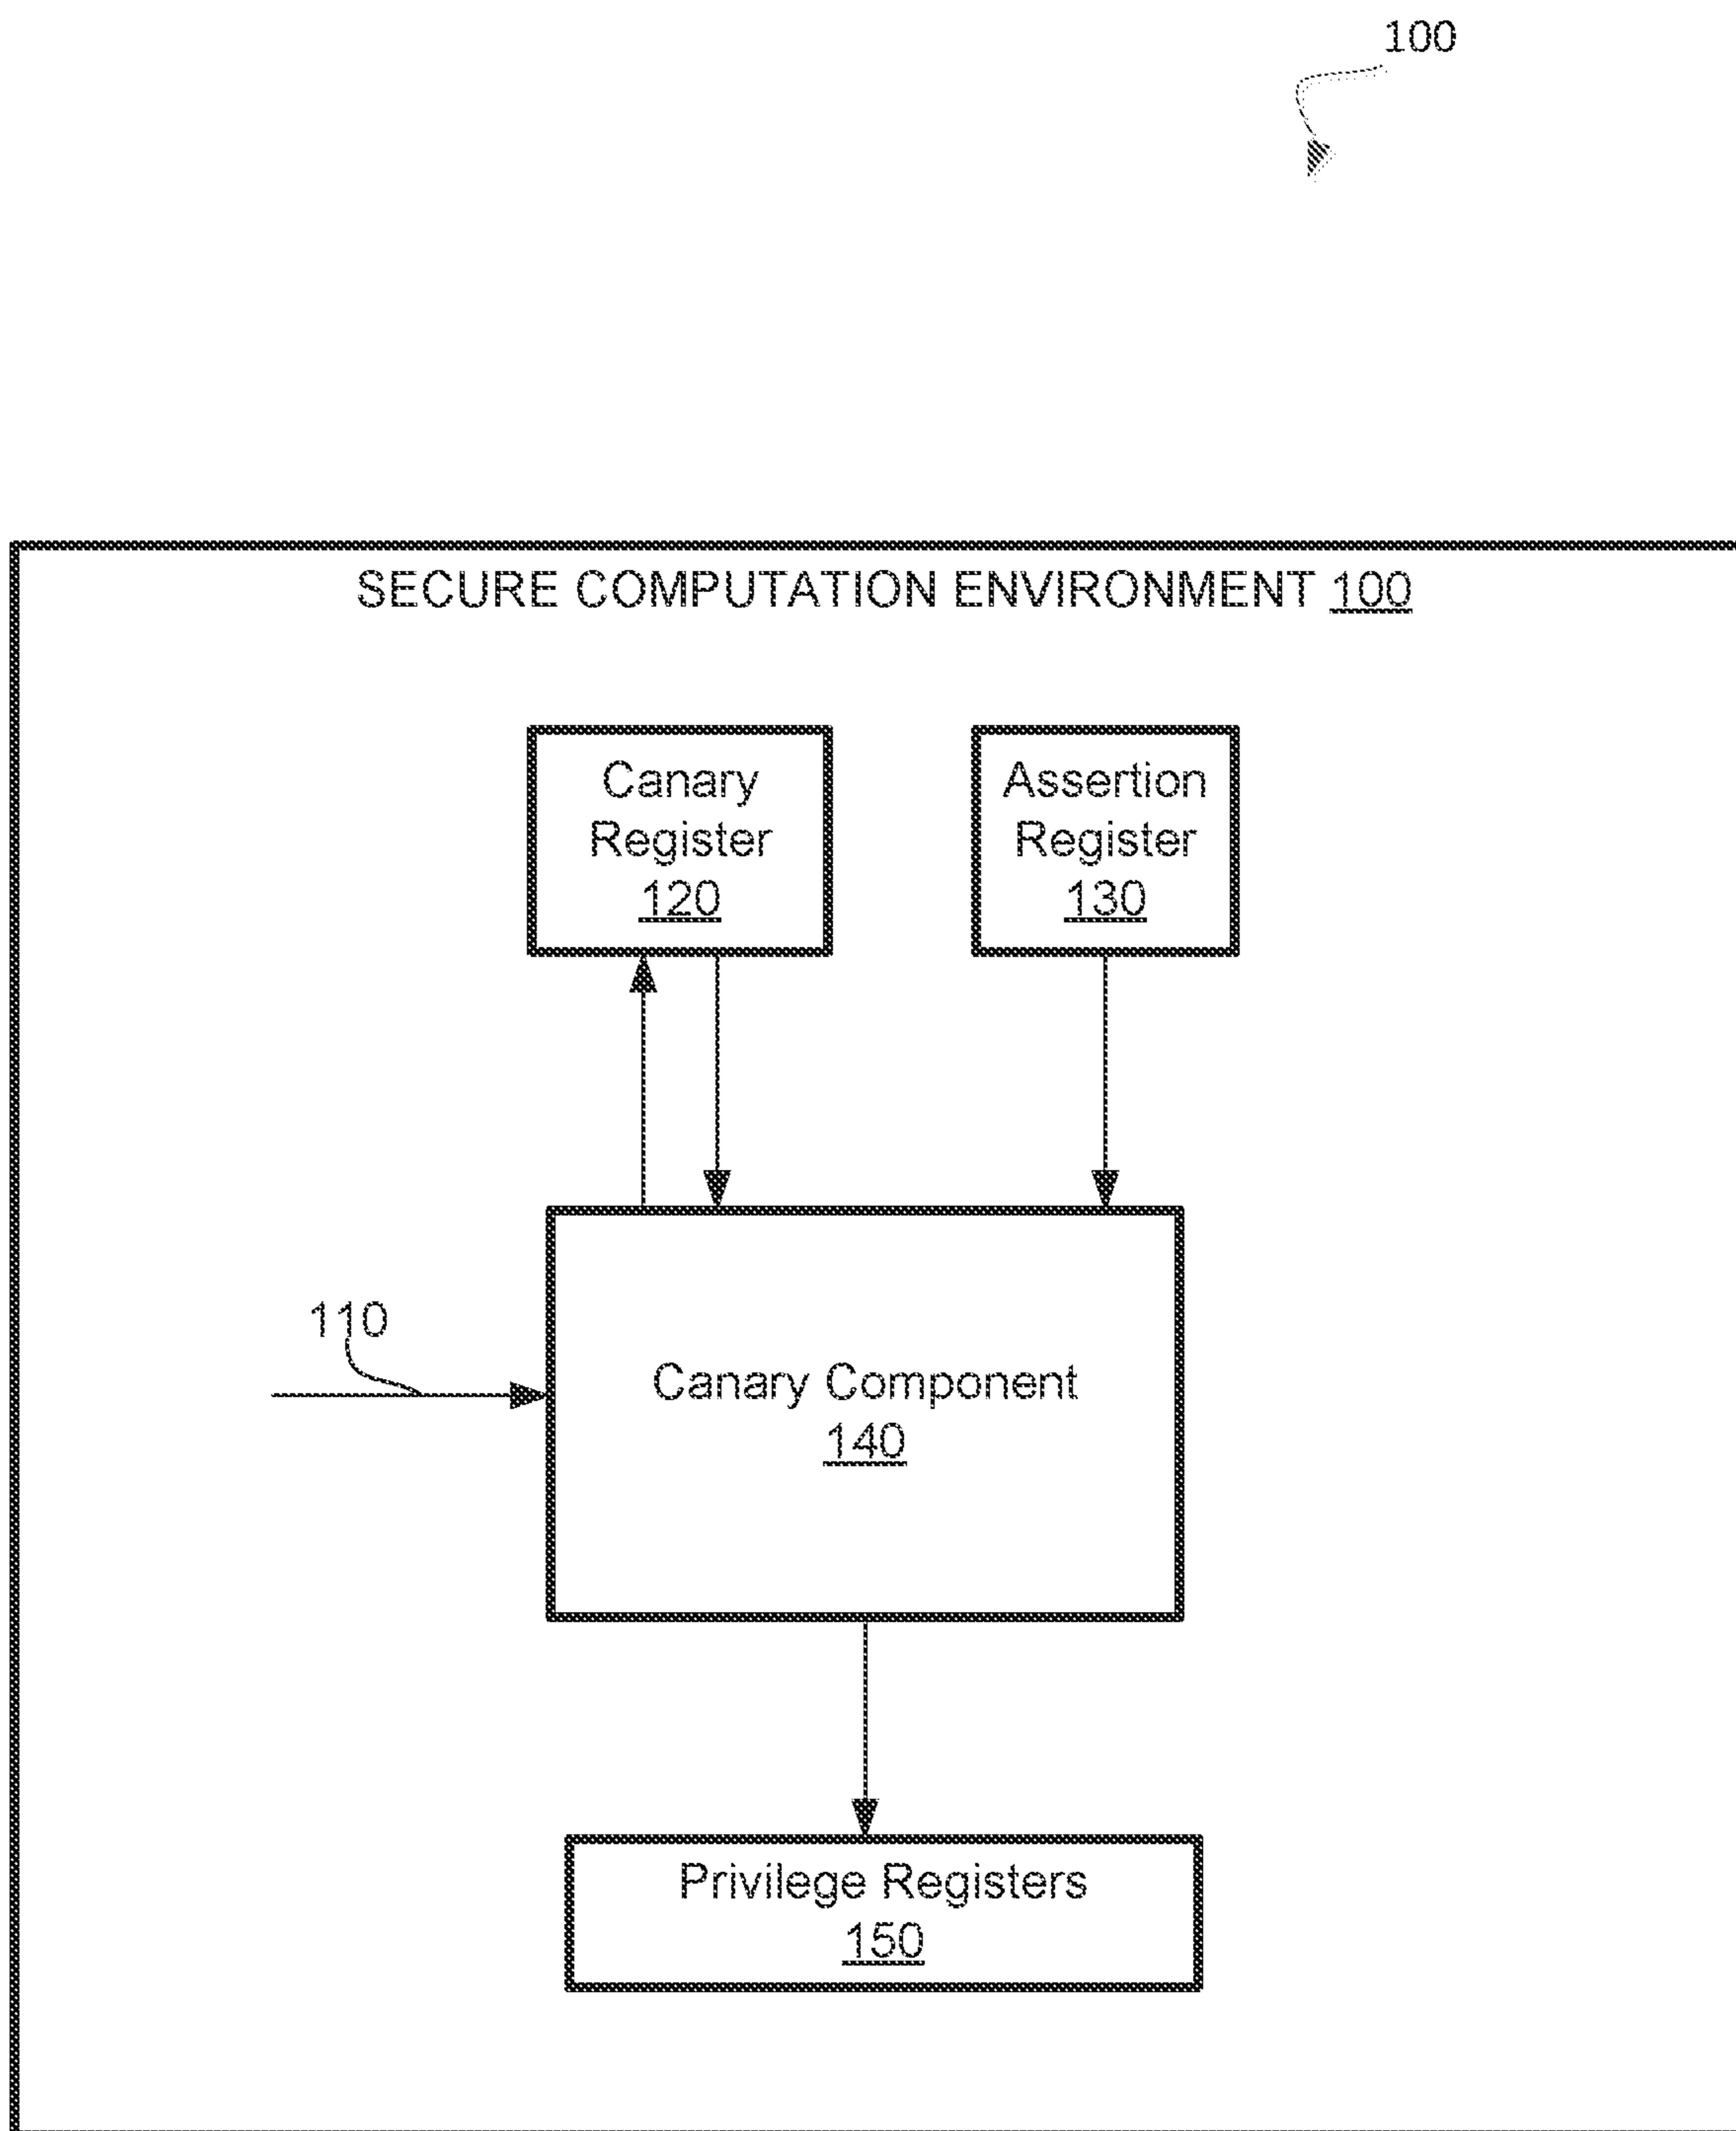 100
SECURE COMPUTATION ENVIRONMENT 100
Canary
Register
120
Assertion
Register
130
110
Canary Component
140
Privilege Registers
150